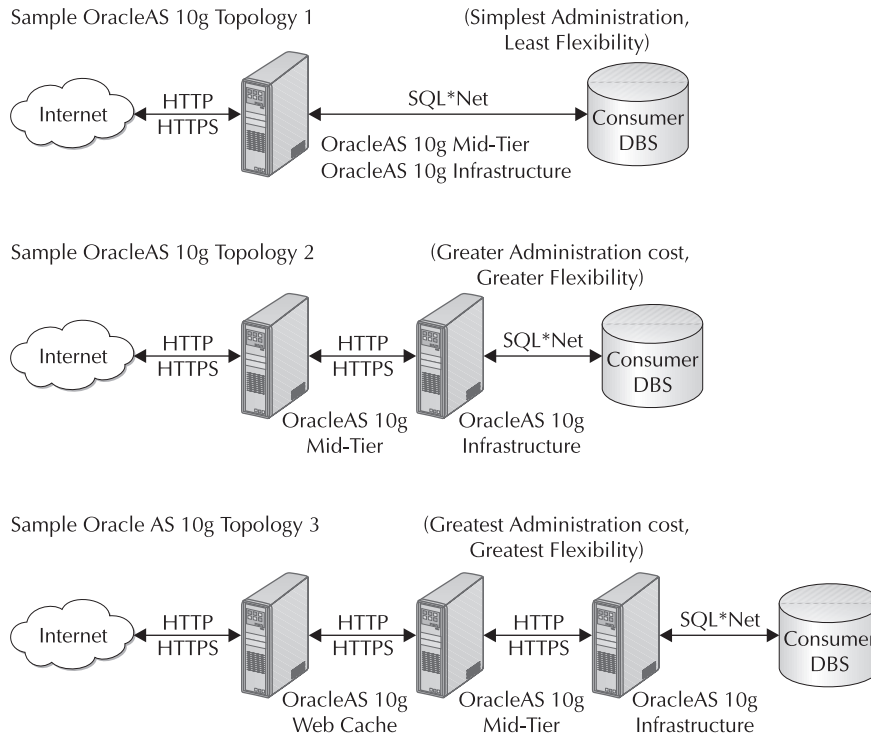 Sample OracleAS 10g Topology 1
(Simplest Administration,
Least Flexibility)
Internet
HTTP
HTTPS
SQL*Net
Consumer
DBS
OracleAS 10g Mid-Tier
OracleAS 10g Infrastructure
Sample OracleAS 10g Topology 2
(Greater Administration cost,
Greater Flexibility)
Internet
HTTP
HTTPS
HTTP
HTTPS
SQL*Net
Consumer
DBS
OracleAS 10g
Mid-Tier
OracleAS 10g
Infrastructure
Sample Oracle AS 10g Topology 3
(Greatest Administration cost,
Greatest Flexibility)
Internet
HTTP
HTTPS
HTTP
HTTPS
HTTP
HTTPS
SQL*Net
Consumer
DBS
OracleAS 10g
Web Cache
OracleAS 10g
Mid-Tier
OracleAS 10g
Infrastructure